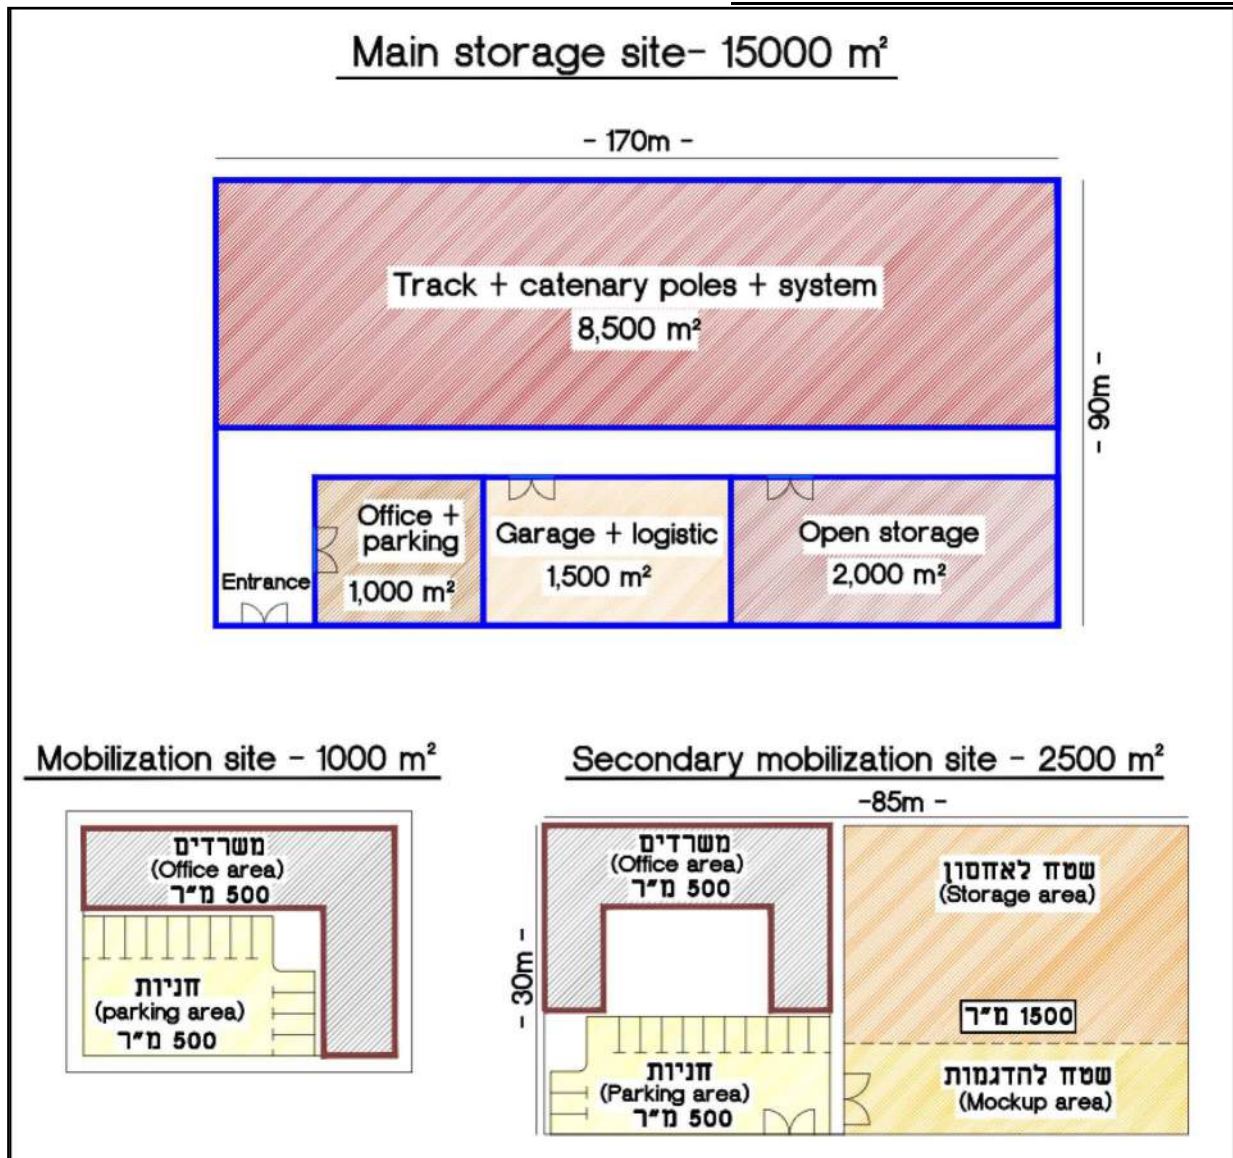 Main storage site- 15000 m²
- 170m -
Track + catenary poles + system
8,500 m²
- 90m -
Office +
parking
1,000 m²
Garage + logistic
1,500 m²
Open storage
2,000 m²
Entrance
Mobilization site - 1000 m²
משרדים
(Office area)
500 מ"ר
חניות
(parking area)
500 מ"ר
Secondary mobilization site - 2500 m²
-85m -
- 30m -
משרדים
(Office area)
500 מ"ר
שטח לאחסון
(Storage area)
1500 מ"ר
חניות
(Parking area)
500 מ"ר
שטח להדגמות
(Mockup area)